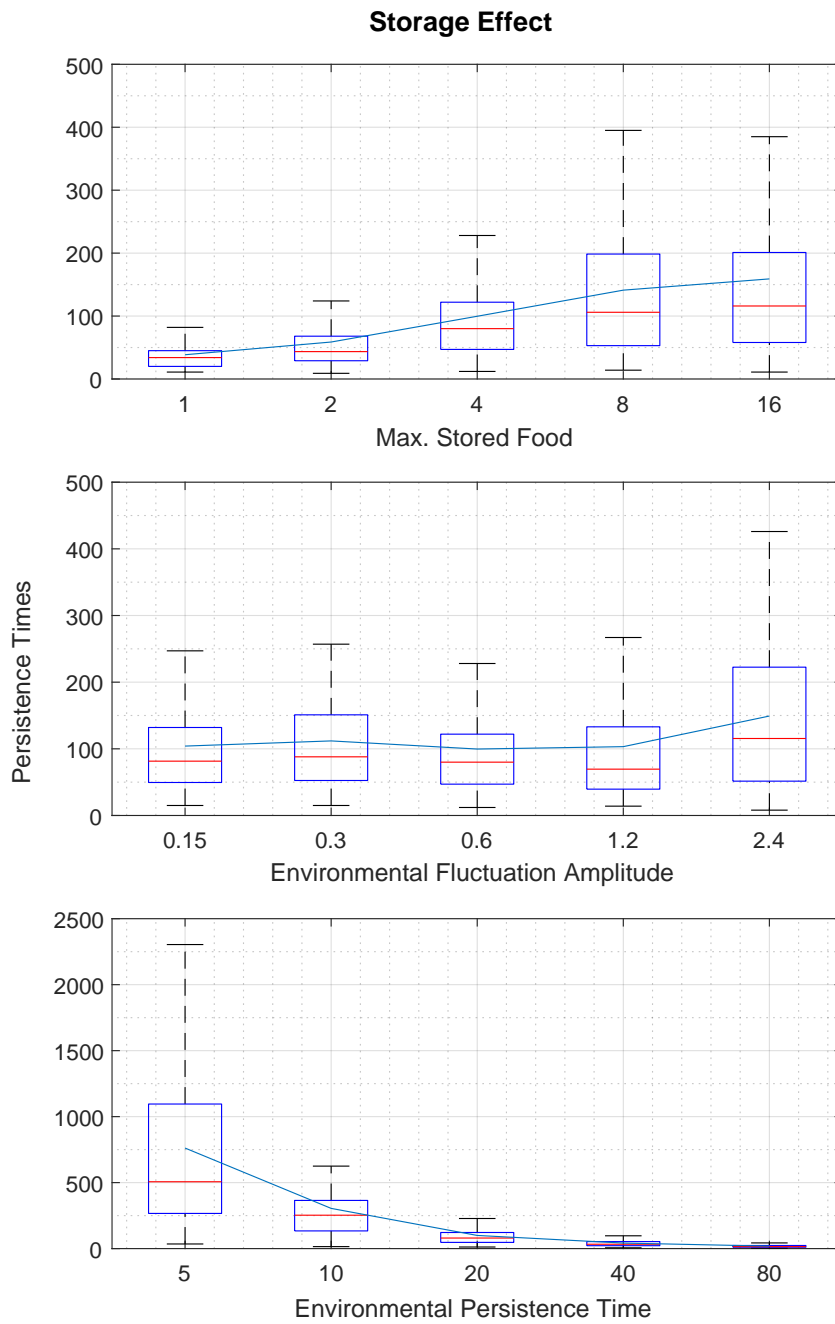 Storage Effect
500
400
300
200
100
0
1 2 4 8 16
Max. Stored Food
Persistence Times
500
400
300
200
100
0
0.15 0.3 0.6 1.2 2.4
Environmental Fluctuation Amplitude
2500
2000
1500
1000
500
0
5 10 20 40 80
Environmental Persistence Time